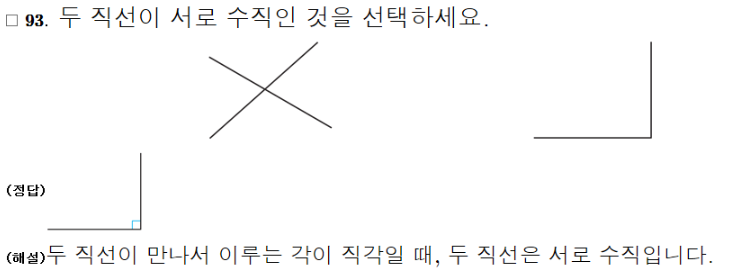 □ 93. 두 직선이 서로 수직인 것을 선택하세요.
(정답)
(해설)두 직선이 만나서 이루는 각이 직각일 때, 두 직선은 서로 수직입니다.